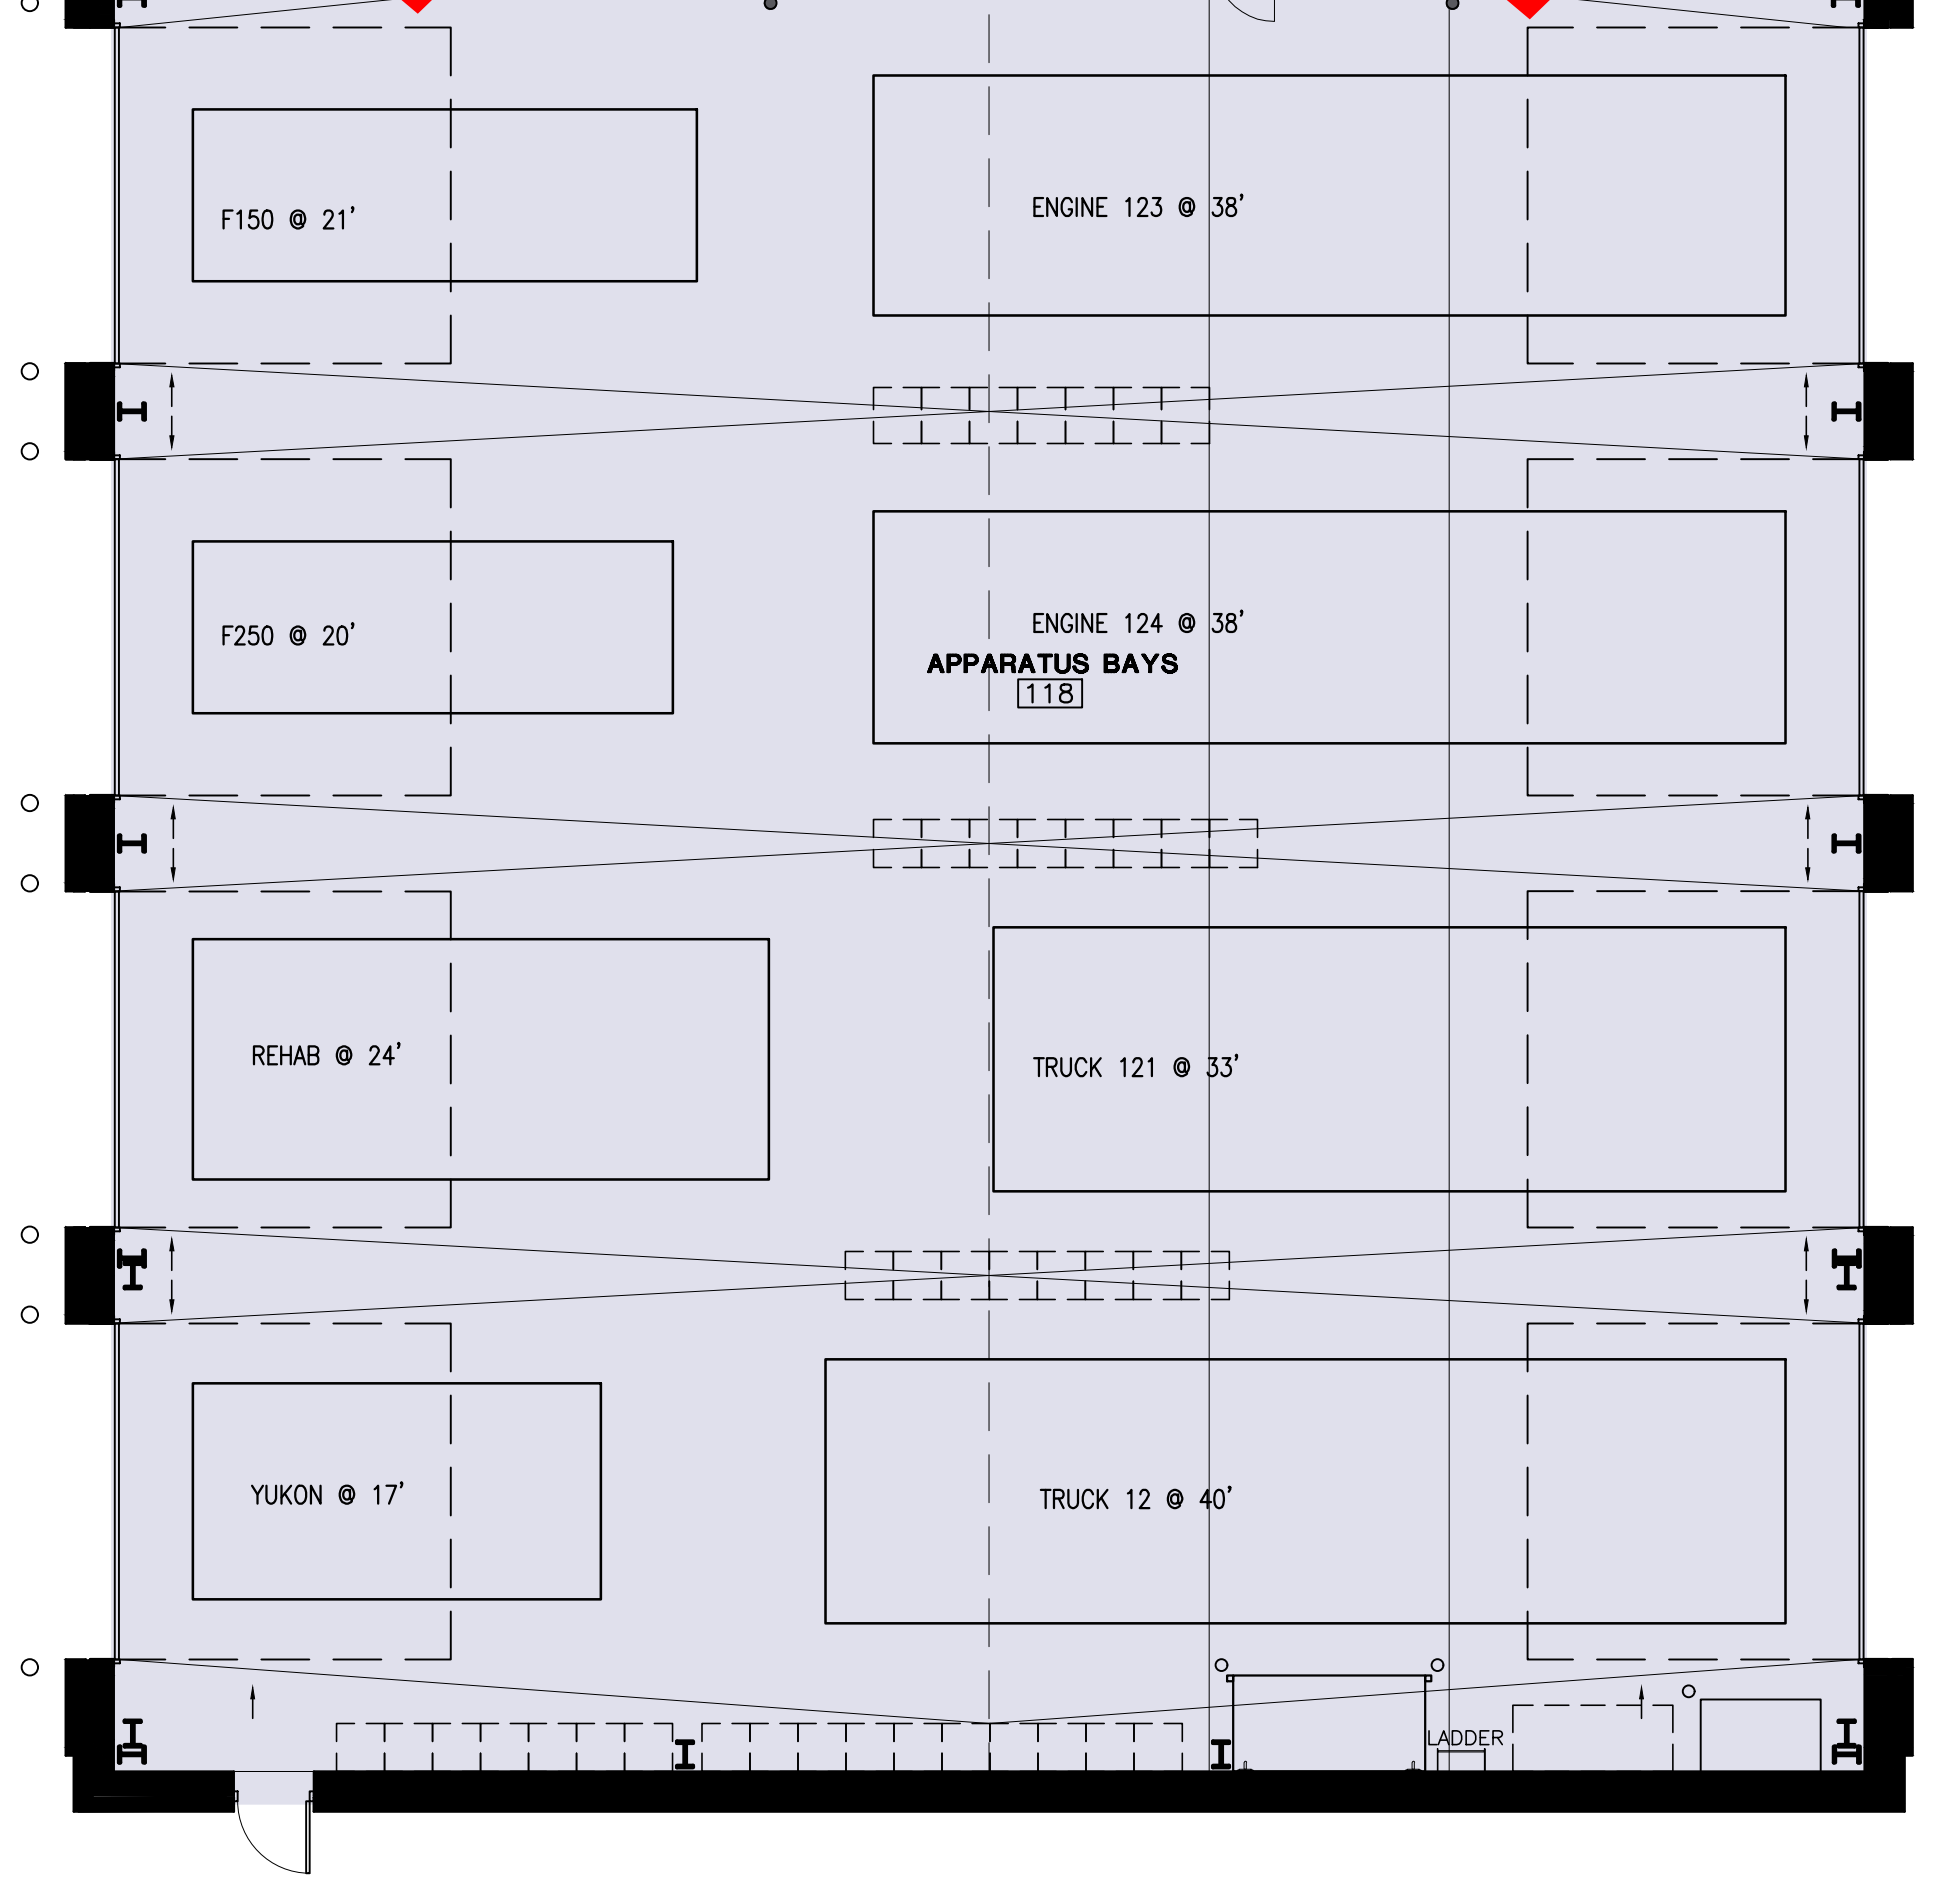 F150 @ 21'
ENGINE 123 @ 38'
F250 @ 20'
ENGINE 124 @ 38'
APPARATUS BAYS
118
REHAB @ 24'
TRUCK 121 @ 33'
YUKON @ 17'
TRUCK 12 @ 40'
LADDER